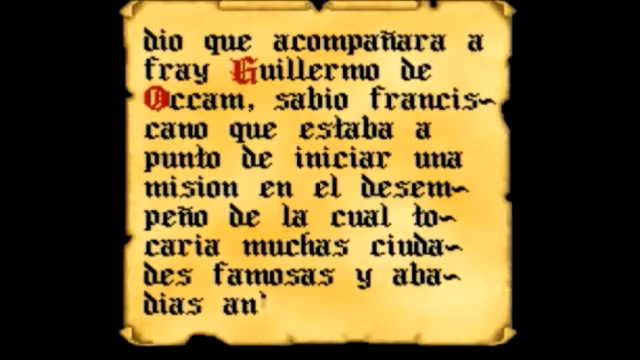 dio que acompañara a
fray Guillermo de
Occam, sabio francis~
cano que estaba a
punto de iniciar una
mision en el desem~
peño de la cual to~
caria muchas ciuda~
des famosas y aba~
dias an